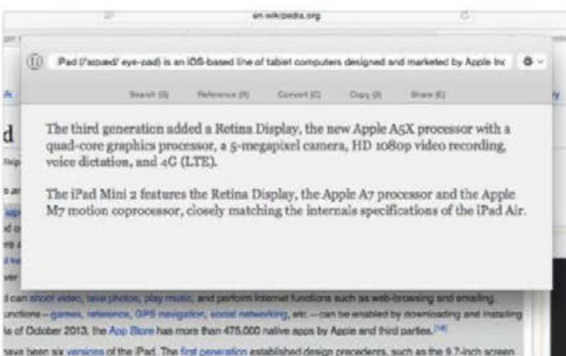 en.wikipedia.org
iPad (/ˈaɪpæd/ eye-pad) is an iOS-based line of tablet computers designed and marketed by Apple Inc
Search (S) Reference (R) Convert (C) Copy Share
The third generation added a Retina Display, the new Apple A5X processor with a
quad-core graphics processor, a 5-megapixel camera, HD 1080p video recording,
voice dictation, and 4G (LTE).
The iPad Mini 2 features the Retina Display, the Apple A7 processor and the Apple
M7 motion coprocessor, closely matching the internals specifications of the iPad Air.
d can shoot video, take photos, play music, and perform Internet functions such as web-browsing and emailing.
unctions—games, reference, GPS navigation, social networking, etc.—can be enabled by downloading and installing
As of October 2013, the App Store has more than 475,000 native apps by Apple and third parties.
have been six versions of the iPad. The first generation established design precedents, such as the 9.7-inch screen